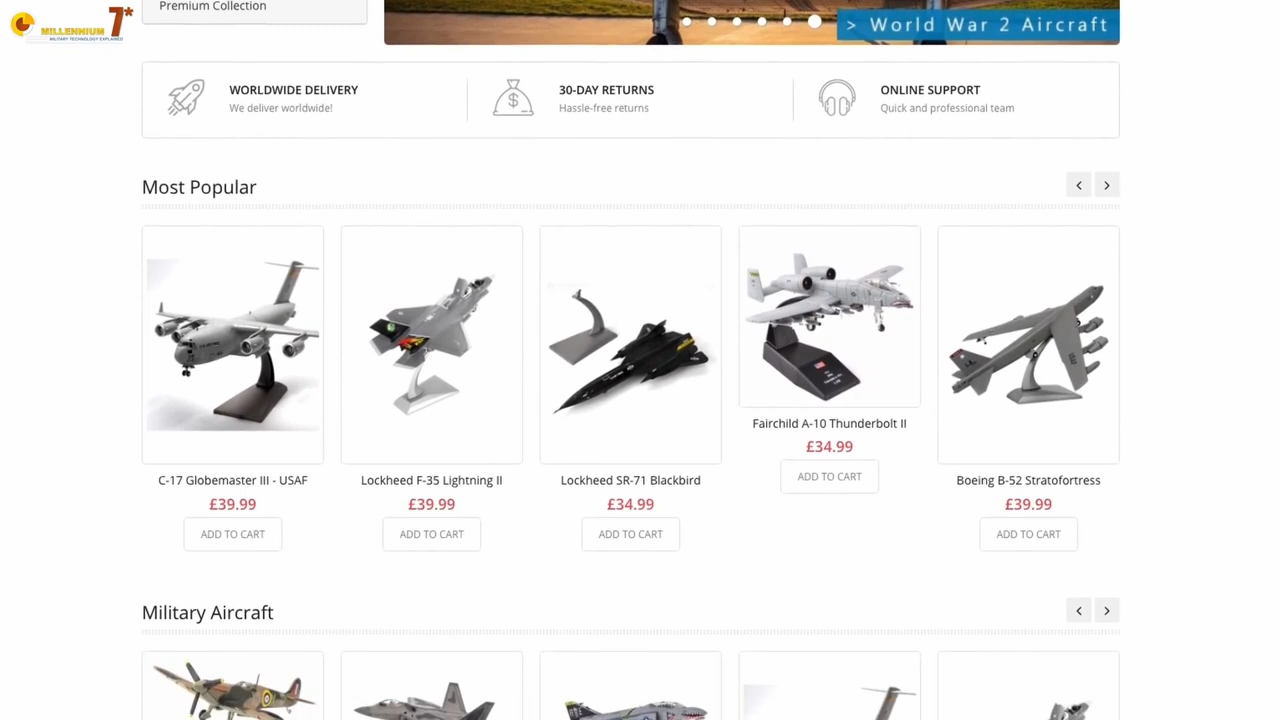 Premium Collection
MILLENNIUM 7*
MILITARY TECHNOLOGY EXPLAINED
> World War 2 Aircraft
WORLDWIDE DELIVERY
We deliver worldwide!
30-DAY RETURNS
Hassle-free returns
ONLINE SUPPORT
Quick and professional team
Most Popular
C-17 Globemaster III - USAF
£39.99
ADD TO CART
Lockheed F-35 Lightning II
£39.99
ADD TO CART
Lockheed SR-71 Blackbird
£34.99
ADD TO CART
Fairchild A-10 Thunderbolt II
£34.99
ADD TO CART
Boeing B-52 Stratofortress
£39.99
ADD TO CART
Military Aircraft